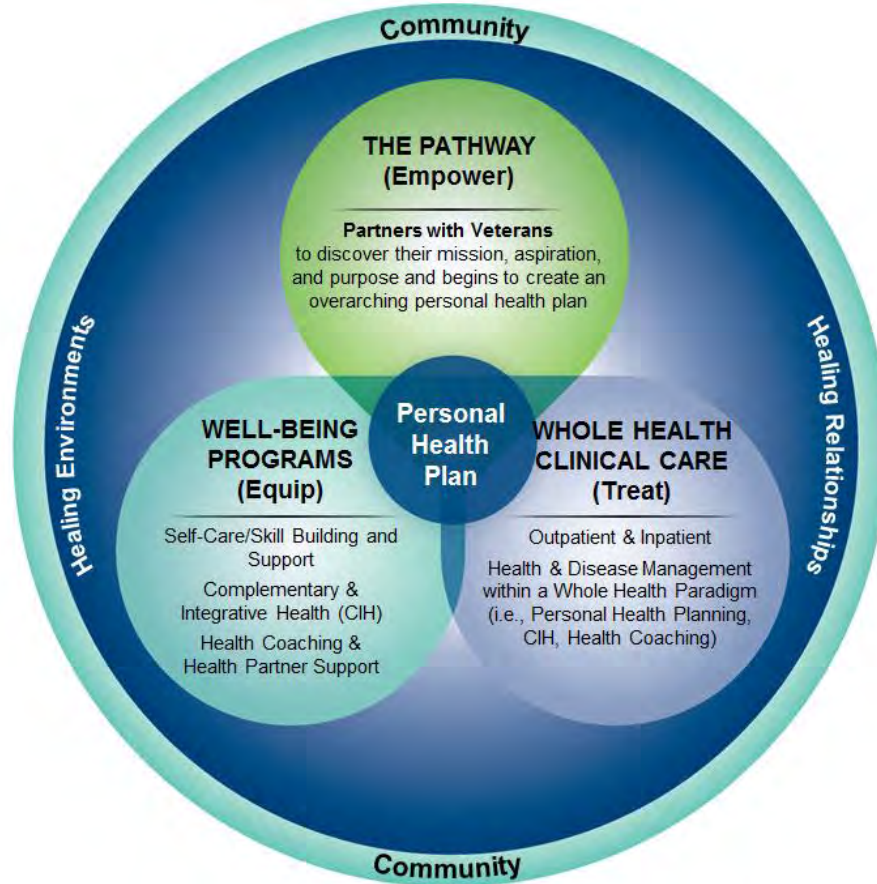 Community
THE PATHWAY
(Empower)
Partners with Veterans
to discover their mission, aspiration,
and purpose and begins to create an
overarching personal health plan
Healing Environments
Healing Relationships
Personal
Health
Plan
WELL-BEING
PROGRAMS
(Equip)
Self-Care/Skill Building and
Support
Complementary &
Integrative Health (CIH)
Health Coaching &
Health Partner Support
WHOLE HEALTH
CLINICAL CARE
(Treat)
Outpatient & Inpatient
Health & Disease Management
within a Whole Health Paradigm
(i.e., Personal Health Planning,
CIH, Health Coaching)
Community